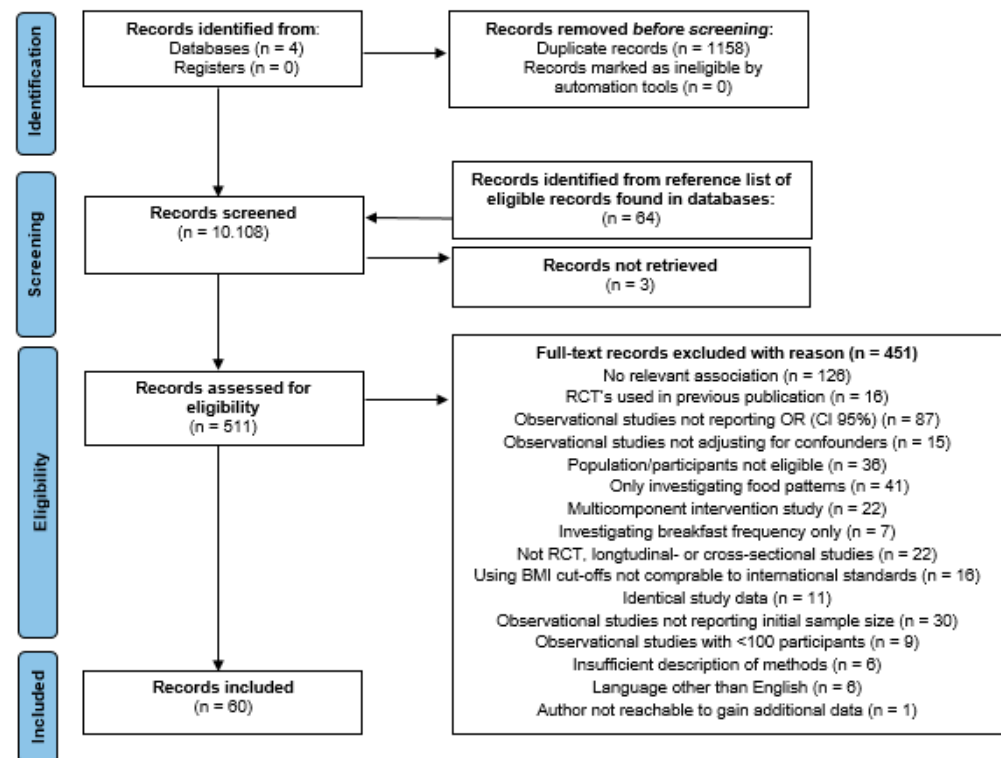 Identification
Records identified from:
Databases (n = 4)
Registers (n = 0)
Records removed before screening:
Duplicate records (n = 1158)
Records marked as ineligible by
automation tools (n = 0)
Screening
Records screened
(n = 10.108)
Records identified from reference list of
eligible records found in databases:
(n = 64)
Records not retrieved
(n = 3)
Eligibility
Records assessed for
eligibility
(n = 511)
Full-text records excluded with reason (n = 451)
No relevant association (n = 126)
RCT's used in previous publication (n = 16)
Observational studies not reporting OR (CI 95%) (n = 87)
Observational studies not adjusting for confounders (n = 15)
Population/participants not eligible (n = 36)
Only investigating food patterns (n = 41)
Multicomponent intervention study (n = 22)
Investigating breakfast frequency only (n = 7)
Not RCT, longtudinal- or cross-sectional studies (n = 22)
Using BMI cut-offs not comprable to international standards (n = 16)
Identical study data (n = 11)
Observational studies not reporting initial sample size (n = 30)
Observational studies with <100 participants (n = 9)
Insufficient description of methods (n = 6)
Language other than English (n = 6)
Author not reachable to gain additional data (n = 1)
Included
Records included
(n = 60)